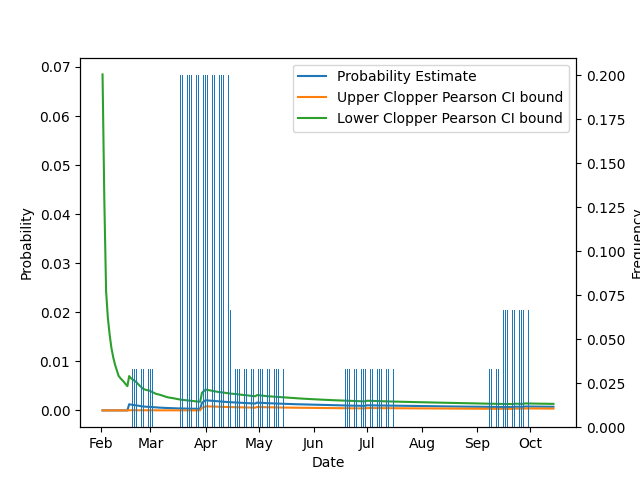 Probability Estimate
Upper Clopper Pearson CI bound
Lower Clopper Pearson CI bound
0.07
0.06
0.05
0.04
0.03
0.02
0.01
0.00
Probability
0.200
0.175
0.150
0.125
0.100
0.075
0.050
0.025
0.000
Frequency
Feb Mar Apr May Jun Jul Aug Sep Oct
Date